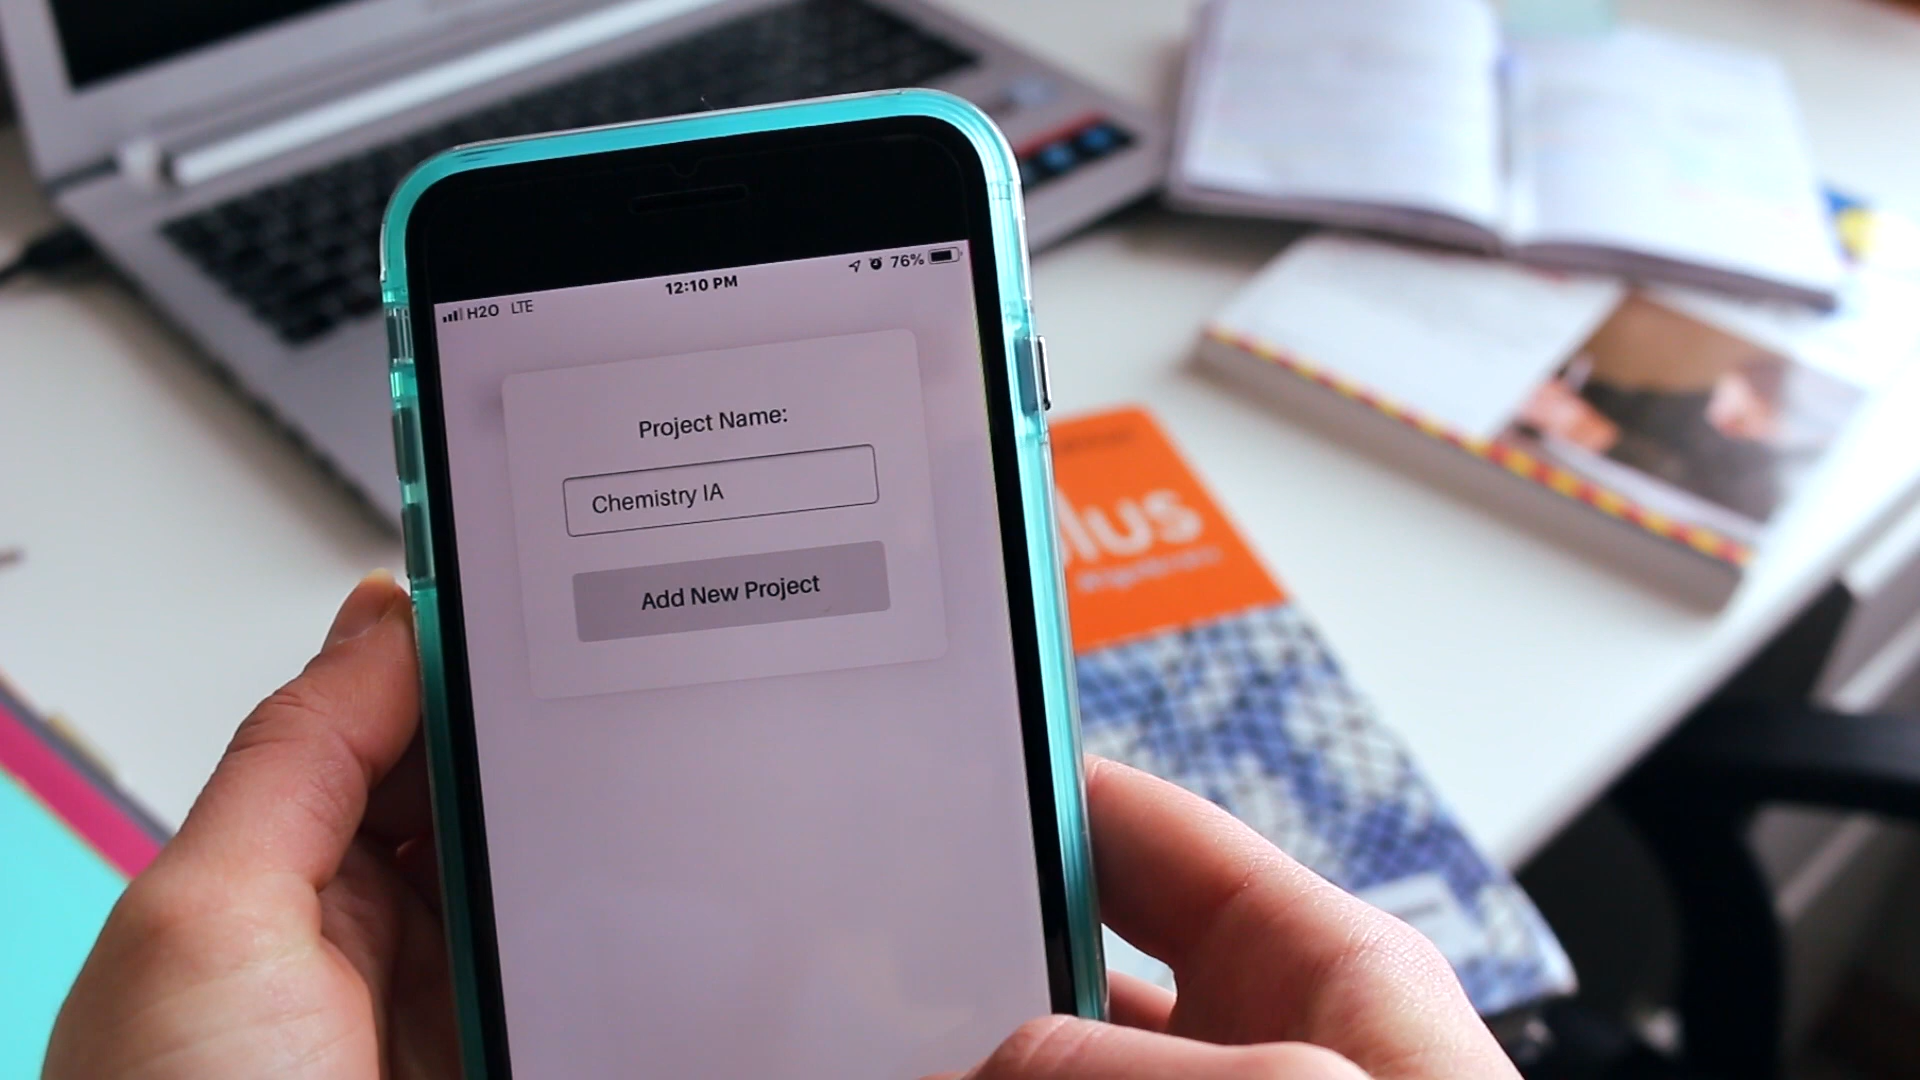 12:10 PM
76%
H2O LTE
Project Name:
Chemistry IA
Add New Project
lus